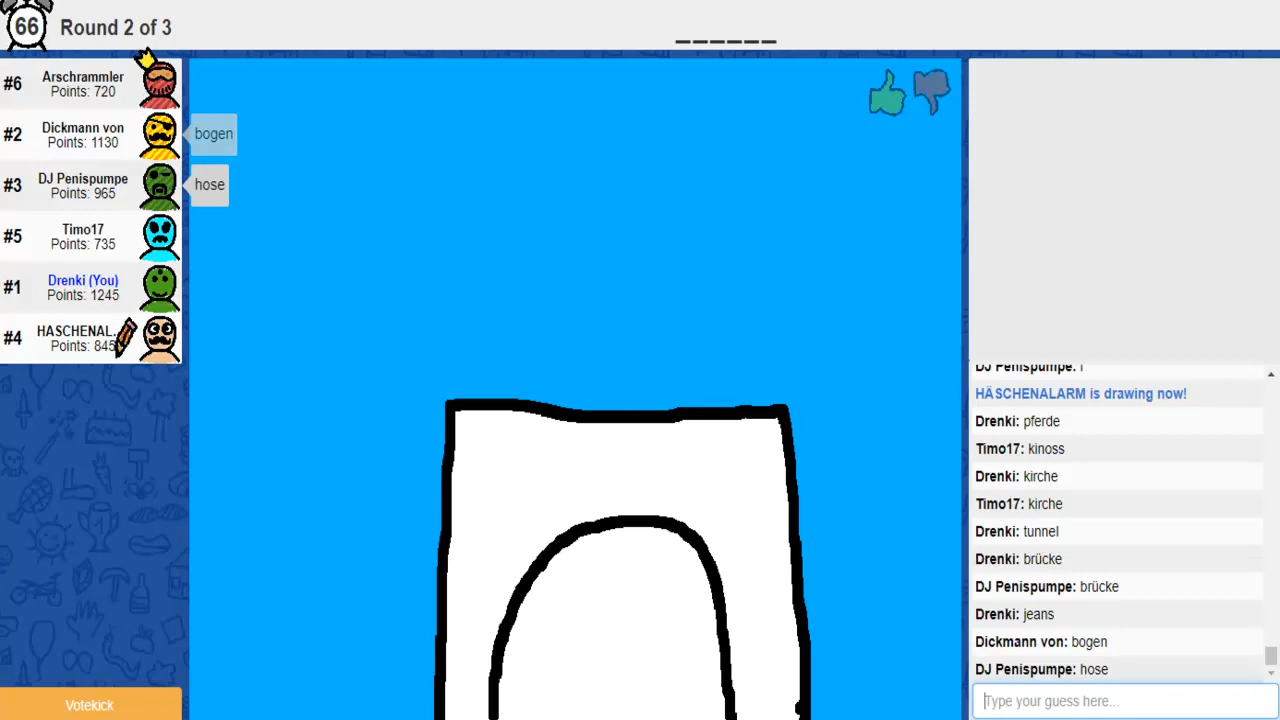 66
Round 2 of 3
______
#6
Arschrammler
Points: 720
#2
Dickmann von
Points: 1130
bogen
#3
DJ Penispumpe
Points: 965
hose
#5
Timo17
Points: 735
#1
Drenki (You)
Points: 1245
#4
HASCHENAL...
Points: 845
Votekick
DJ Penispumpe:
HÄSCHENALARM is drawing now!
Drenki: pferde
Timo17: kinoss
Drenki: kirche
Timo17: kirche
Drenki: tunnel
Drenki: brücke
DJ Penispumpe: brücke
Drenki: jeans
Dickmann von: bogen
DJ Penispumpe: hose
Type your guess here...